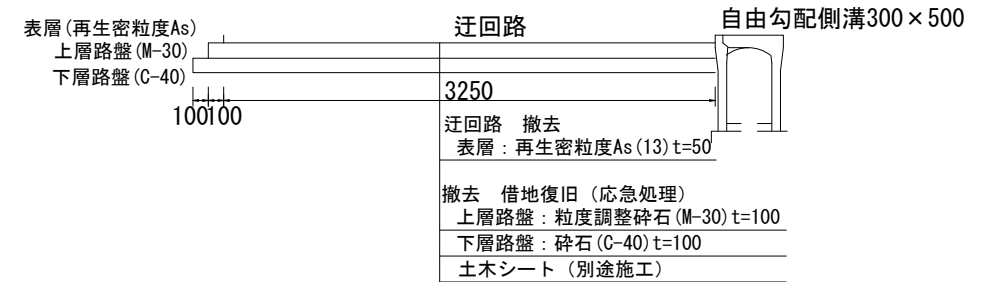 自由勾配側溝300×500
表層(再生密粒度As)
迂回路
上層路盤(M-30)
下層路盤(C-40)
3250
100
100
迂回路 撤去
表層：再生密粒度As(13)t=50
撤去 借地復旧（応急処理）
上層路盤：粒度調整砕石(M-30)t=100
下層路盤：砕石(C-40)t=100
土木シート（別途施工）